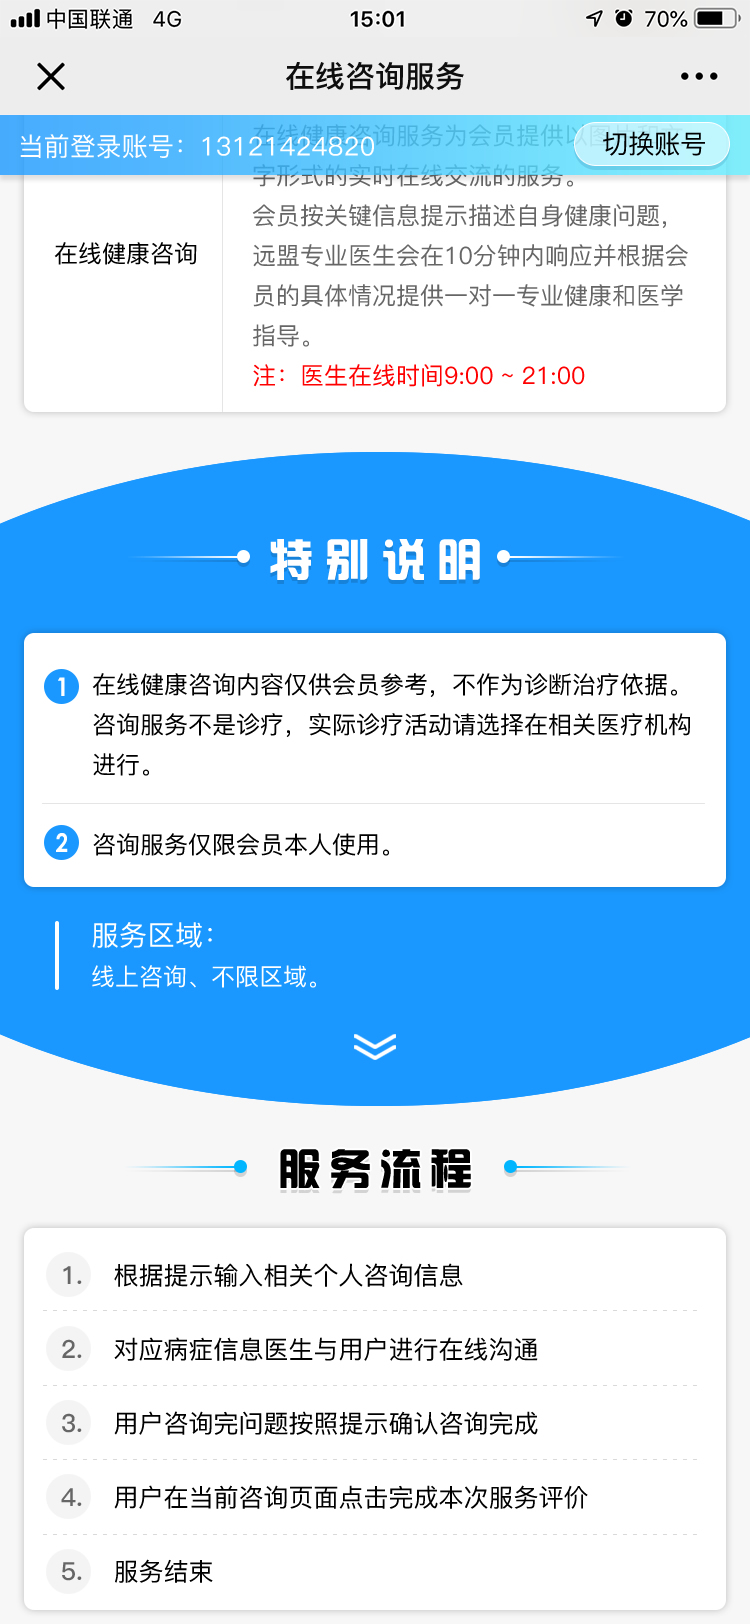 中国联通 4G 15:01 70%
在线咨询服务
当前登录账号：13121424820 切换账号
在线健康咨询服务为会员提供以
字形式的实时在线交流的服务。
会员按关键信息提示描述自身健康问题，
在线健康咨询
远盟专业医生会在10分钟内响应并根据会
员的具体情况提供一对一专业健康和医学
指导。
注：医生在线时间9:00 ~ 21:00
特别说明
1 在线健康咨询内容仅供会员参考，不作为诊断治疗依据。
咨询服务不是诊疗，实际诊疗活动请选择在相关医疗机构
进行。
2 咨询服务仅限会员本人使用。
服务区域：
线上咨询、不限区域。
服务流程
1. 根据提示输入相关个人咨询信息
2. 对应病症信息医生与用户进行在线沟通
3. 用户咨询完问题按照提示确认咨询完成
4. 用户在当前咨询页面点击完成本次服务评价
5. 服务结束